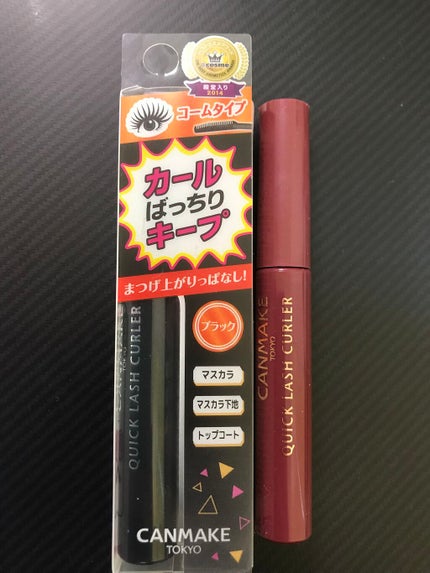 @cosme
殿堂入り
2014
コームタイプ
カール
ばっちり
キープ
まつげ上がりっぱなし!
ブラック
マスカラ
マスカラ下地
トップコート
QUICK LASH CURLER
CANMAKE
TOKYO
CANMAKE
TOKYO
QUICK LASH CURLER